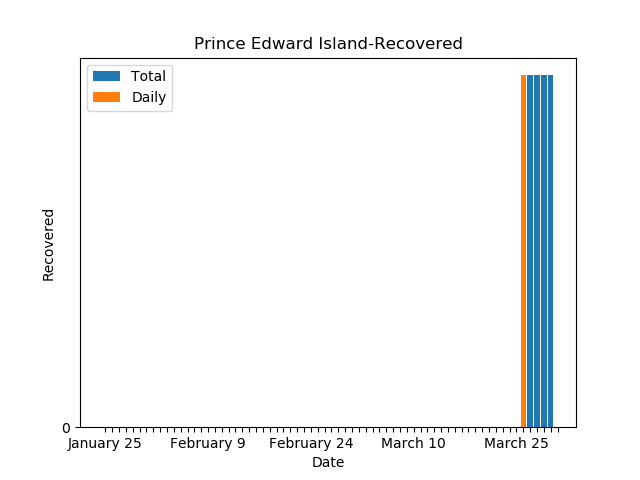 Prince Edward Island-Recovered
Total
Daily
Recovered
0
January 25
February 9
February 24
March 10
March 25
Date